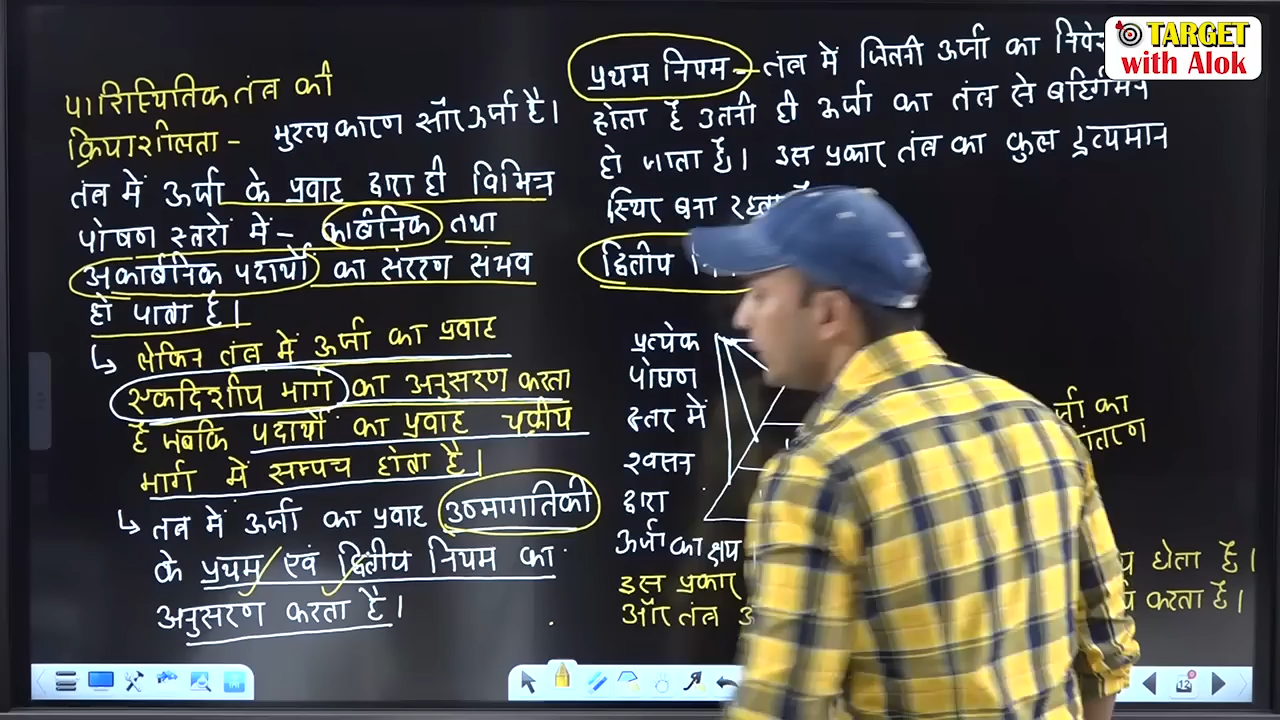 पारिस्थितिक तंत्र की
क्रियाशीलता - मुख्य कारण सौर ऊर्जा है।
तंत्र में ऊर्जा के प्रवाह द्वारा ही विभिन्न
पोषण स्तरों में - कार्बनिक तथा
अकार्बनिक पदार्थों का संचरण संभव
हो पाता है।
↳ लेकिन तंत्र में ऊर्जा का प्रवाह
एकदिशीय मार्ग का अनुसरण करता
है जबकि पदार्थों का प्रवाह चक्रीय
मार्ग में सम्पन्न होता है।
↳ तंत्र में ऊर्जा का प्रवाह उष्मागतिकी
के प्रथम एवं द्वितीय नियम का
अनुसरण करता है।
प्रथम नियम - तंत्र में जितनी ऊर्जा का
होता है उतनी ही ऊर्जा का तंत्र से बहिर्गमन
हो जाता है। इस प्रकार तंत्र का कुल द्रव्यमान
स्थिर बना रहता
द्वितीय
प्रत्येक
पोषण
स्तर में
श्वसन
द्वारा
ऊर्जा का क्षय
इस प्रकार
और तंत्र
का
होता है।
करता है।
TARGET
with Alok
12